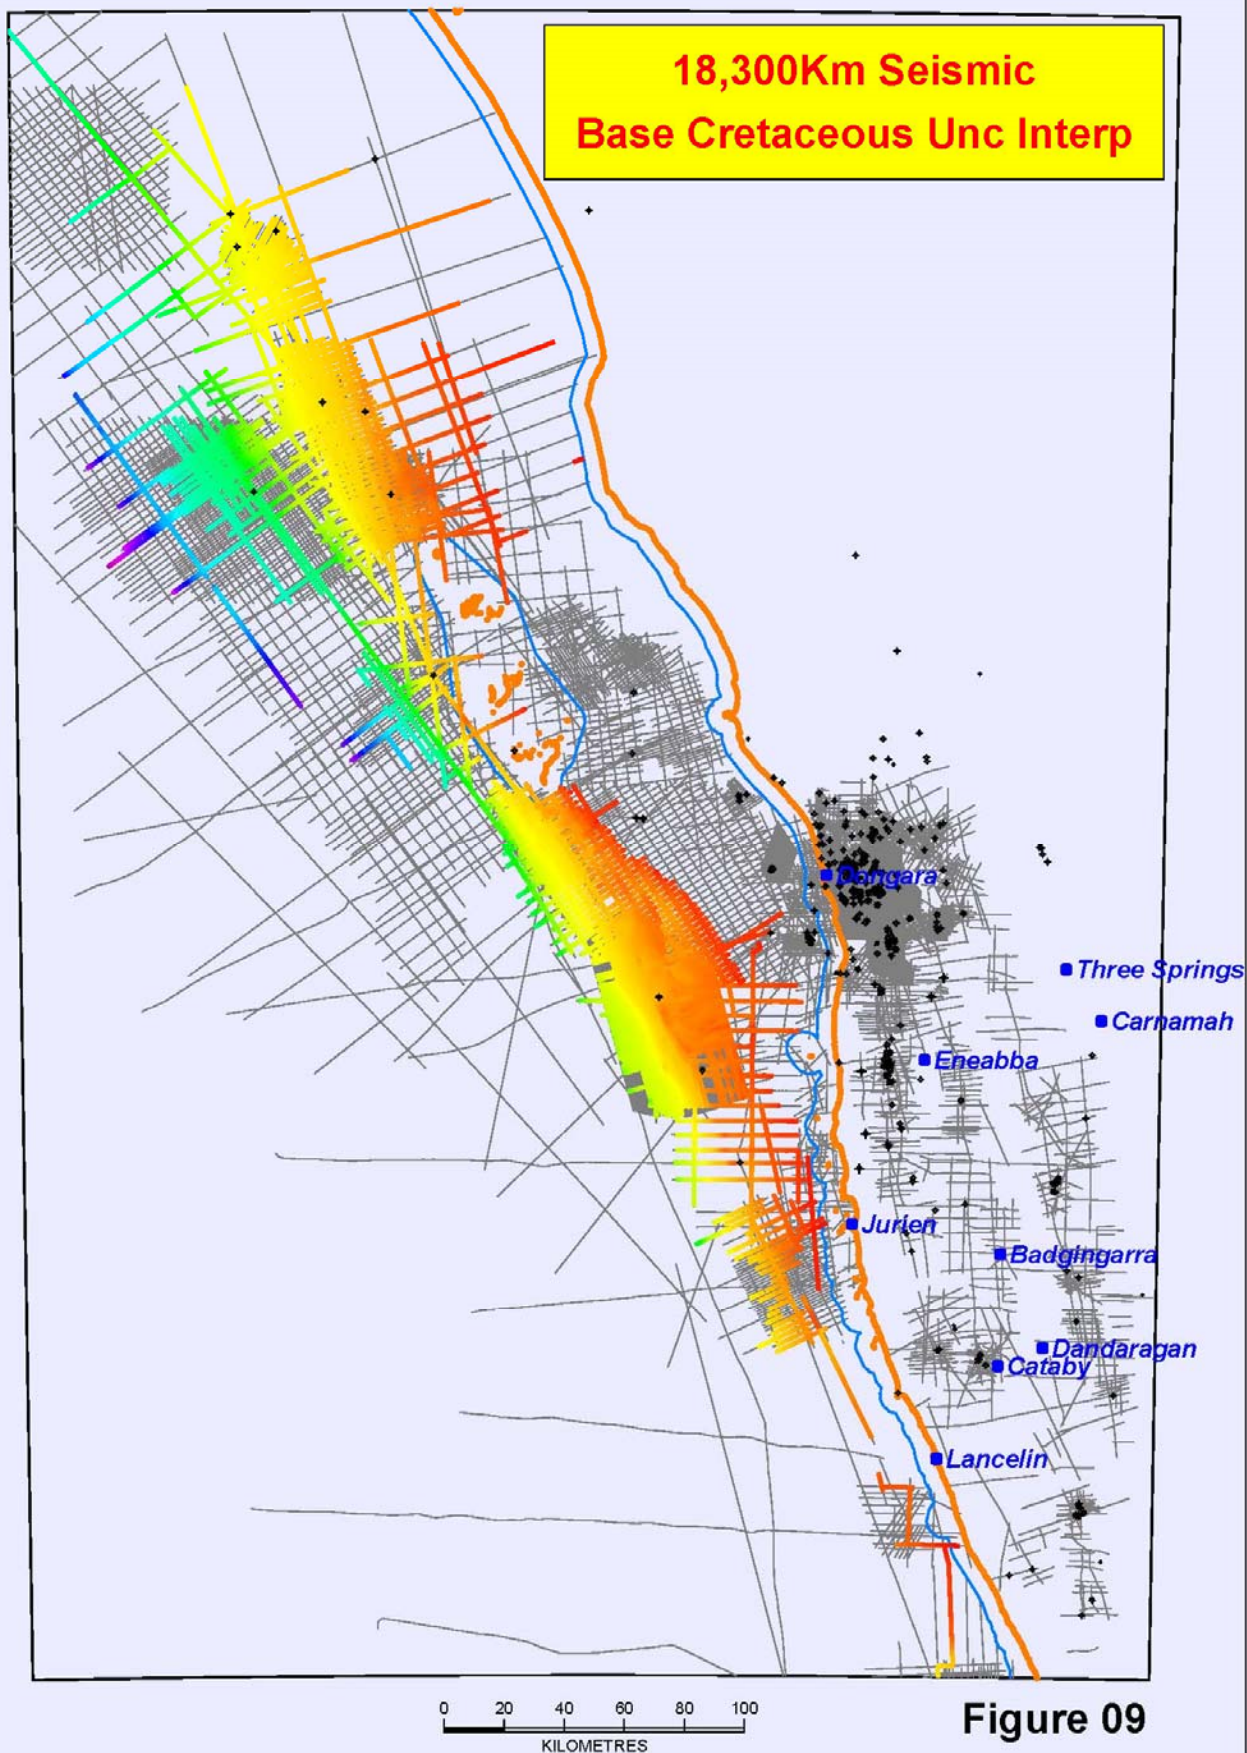 18,300Km Seismic
Base Cretaceous Unc Interp
Dongara
Three Springs
Carnamah
Eneabba
Jurien
Badgingarra
Dandaragan
Cataby
Lancelin
0 20 40 60 80 100
KILOMETRES
Figure 09